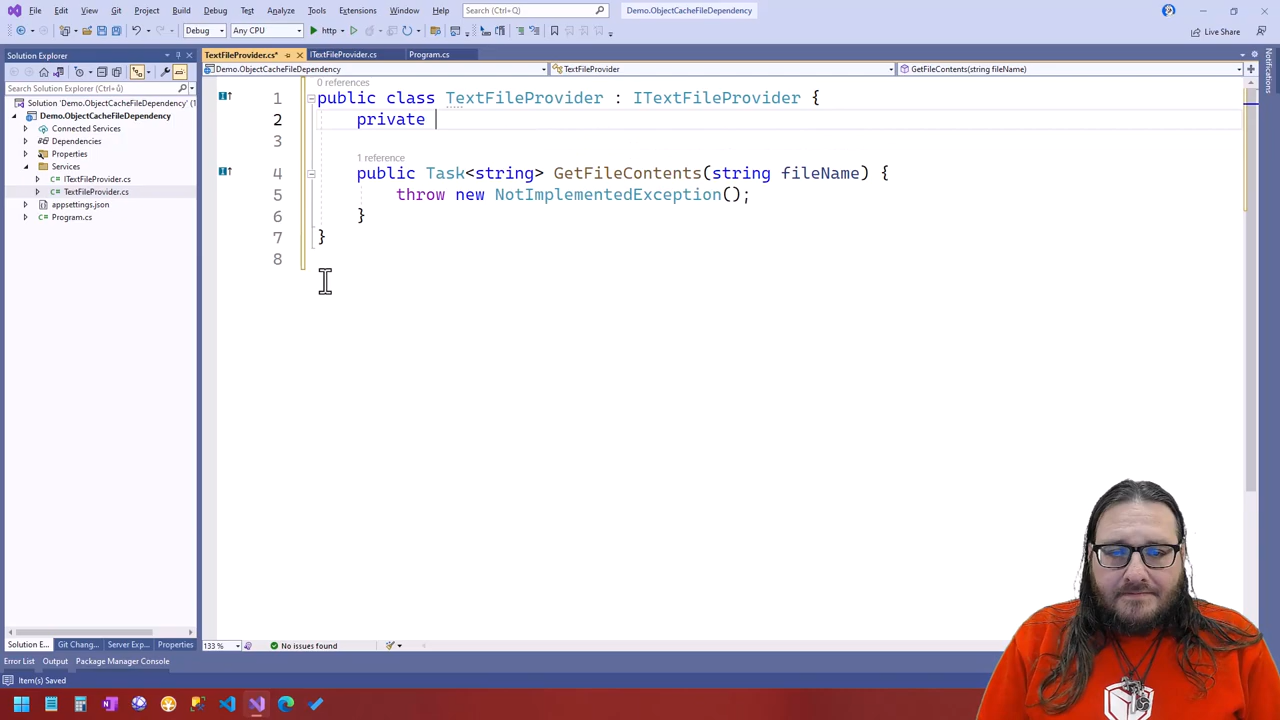 File Edit View Git Project Build Debug Test Analyze Tools Extensions Window Help Search (Ctrl+Q) Demo.ObjectCacheFileDependency
Debug Any CPU http Live Share
Solution Explorer
TextFileProvider.cs* ITextFileProvider.cs Program.cs
Demo.ObjectCacheFileDependency TextFileProvider GetFileContents(string fileName)
Search Solution Explorer (Ctrl+ů)
Solution 'Demo.ObjectCacheFileDependency' (1
Demo.ObjectCacheFileDependency
Connected Services
Dependencies
Properties
Services
ITextFileProvider.cs
TextFileProvider.cs
appsettings.json
Program.cs
0 references
1 public class TextFileProvider : ITextFileProvider {
2 private
3
1 reference
4 public Task<string> GetFileContents(string fileName) {
5 throw new NotImplementedException();
6 }
7 }
8
Notifications
133 % No issues found
Solution E... Git Chang... Server Exp... Properties
Error List Output Package Manager Console
Item(s) Saved